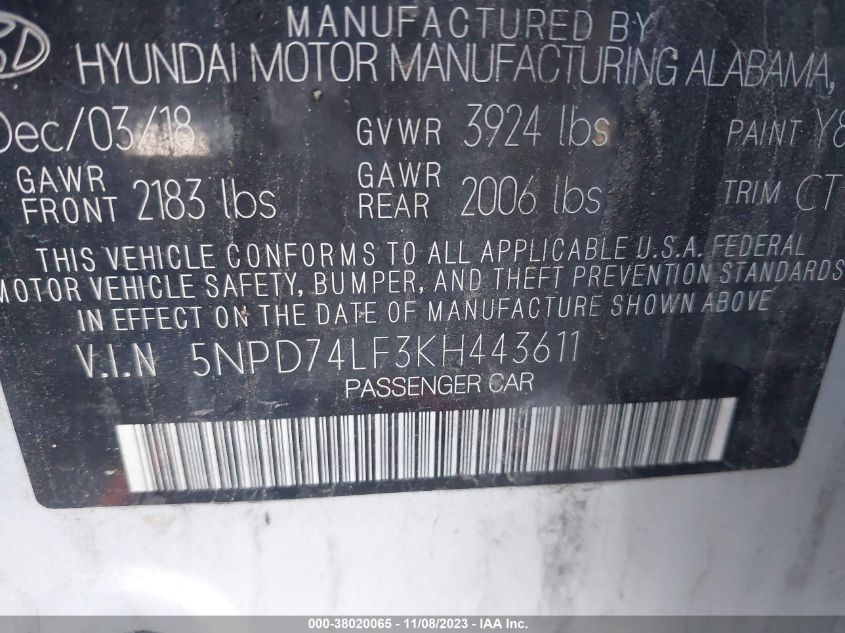 MANUFACTURED BY
HYUNDAI MOTOR MANUFACTURING ALABAMA,
Dec/03/18 GVWR 3924 lbs PAINT Y8
GAWR FRONT 2183 lbs GAWR REAR 2006 lbs TRIM CT
THIS VEHICLE CONFORMS TO ALL APPLICABLE U.S.A. FEDERAL
MOTOR VEHICLE SAFETY, BUMPER, AND THEFT PREVENTION STANDARDS
IN EFFECT ON THE DATE OF MANUFACTURE SHOWN ABOVE
V.I.N 5NPD74LF3KH443611
PASSENGER CAR
000-38020065 - 11/08/2023 - IAA Inc.